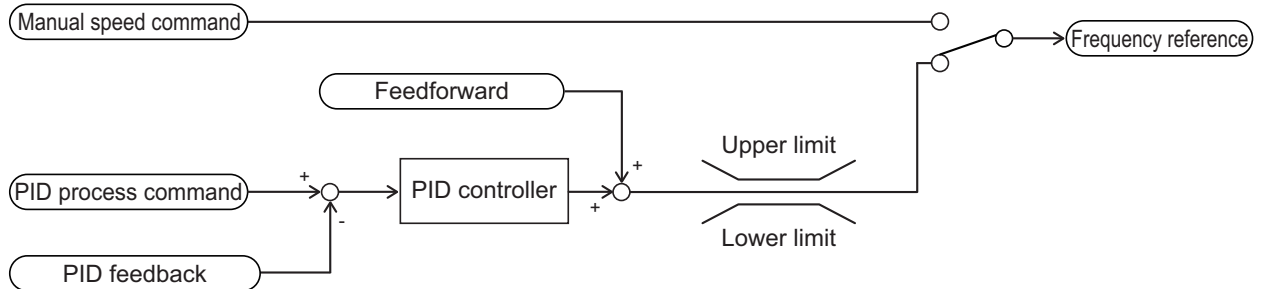 Manual speed command
Frequency reference
Feedforward
Upper limit
+
+
PID process command
PID controller
+
-
Lower limit
PID feedback